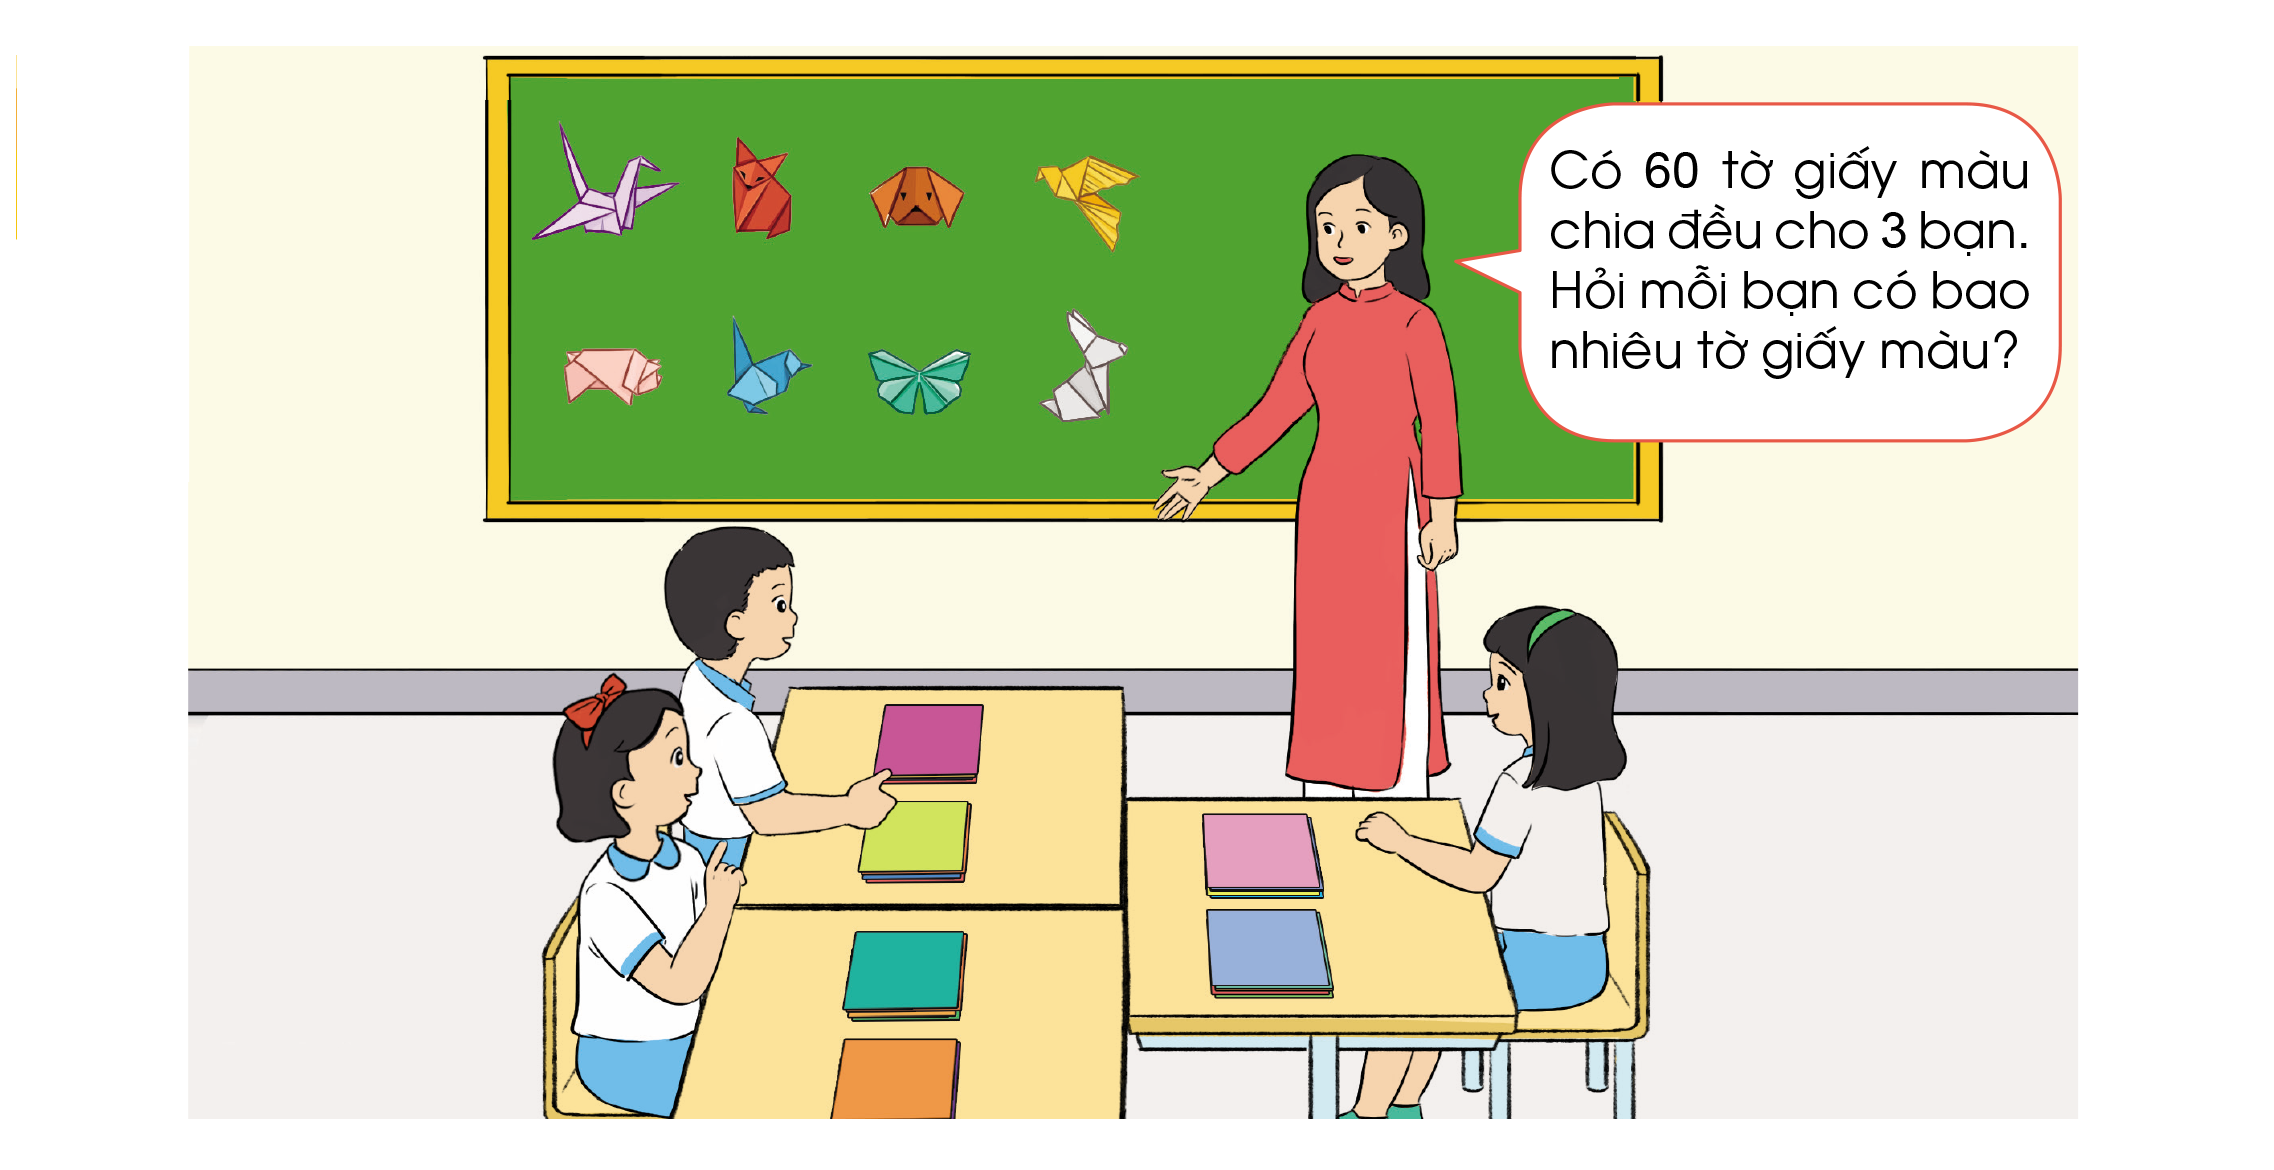 Có 60 tờ giấy màu
chia đều cho 3 bạn.
Hỏi mỗi bạn có bao
nhiêu tờ giấy màu?